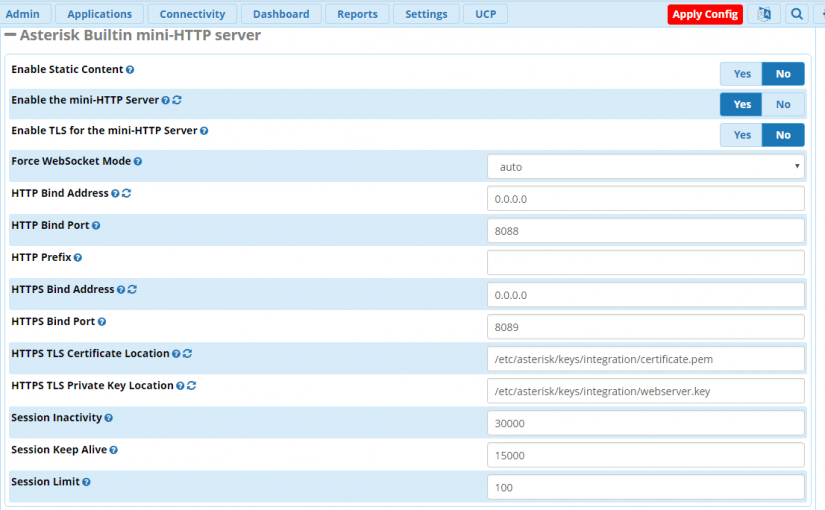 Admin Applications Connectivity Dashboard Reports Settings UCP Apply Config
Asterisk Builtin mini-HTTP server
Enable Static Content Yes No
Enable the mini-HTTP Server Yes No
Enable TLS for the mini-HTTP Server Yes No
Force WebSocket Mode auto
HTTP Bind Address 0.0.0.0
HTTP Bind Port 8088
HTTP Prefix
HTTPS Bind Address 0.0.0.0
HTTPS Bind Port 8089
HTTPS TLS Certificate Location /etc/asterisk/keys/integration/certificate.pem
HTTPS TLS Private Key Location /etc/asterisk/keys/integration/webserver.key
Session Inactivity 30000
Session Keep Alive 15000
Session Limit 100